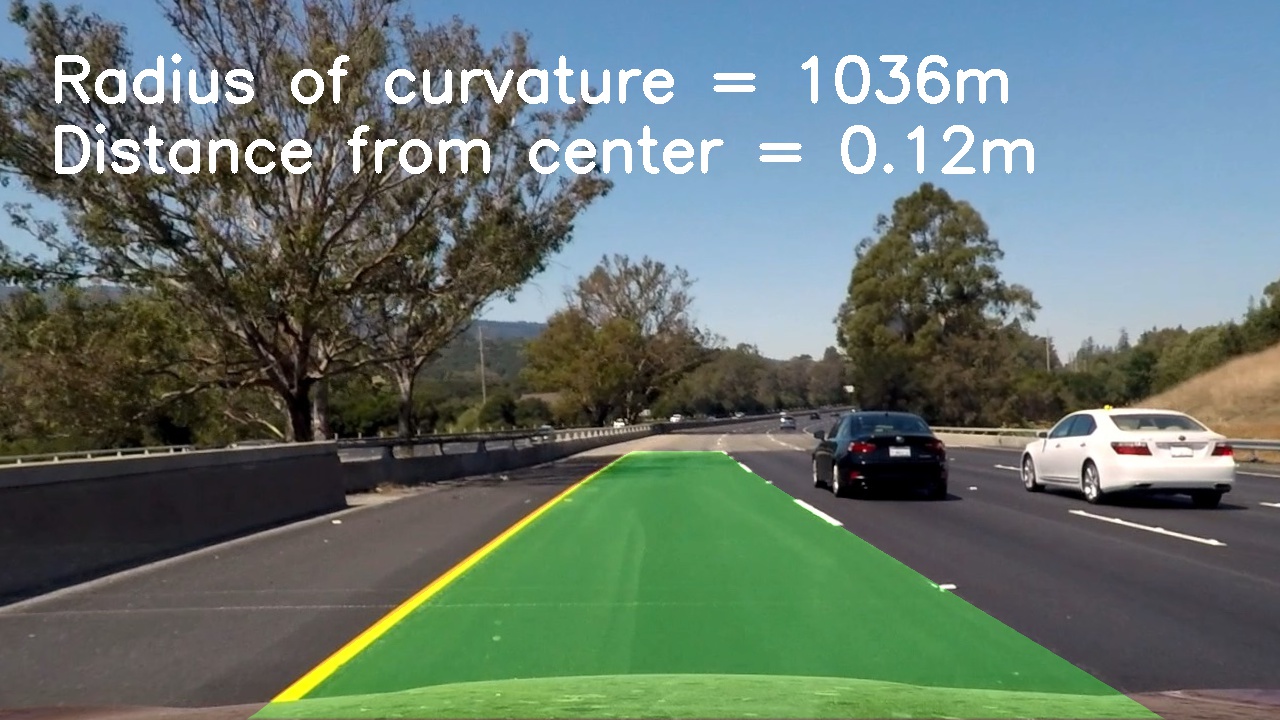 Radius of curvature = 1036m
Distance from center = 0.12m